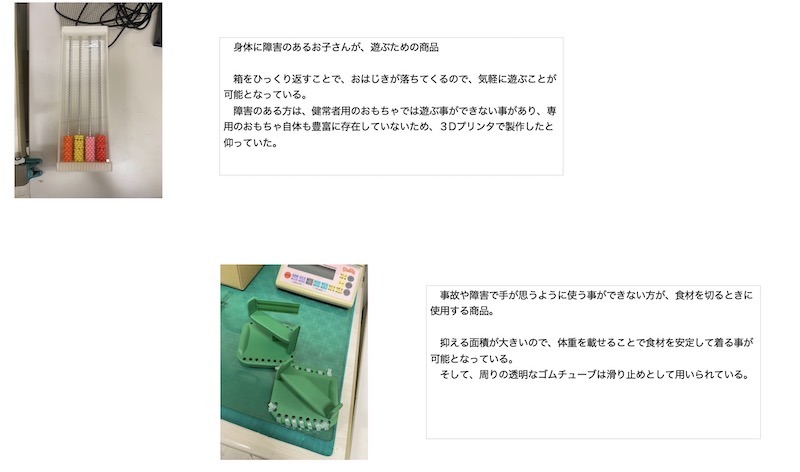 身体に障害のあるお子さんが、遊ぶための商品
箱をひっくり返すことで、おはじきが落ちてくるので、気軽に遊ぶことが
可能となっている。
障害のある方は、健常者用のおもちゃでは遊ぶ事ができない事があり、専
用のおもちゃ自体も豊富に存在していないため、３Dプリンタで製作したと
仰っていた。
事故や障害で手が思うように使う事ができない方が、食材を切るときに
使用する商品。
抑える面積が大きいので、体重を載せることで食材を安定して着る事が
可能となっている。
そして、周りの透明なゴムチューブは滑り止めとして用いられている。